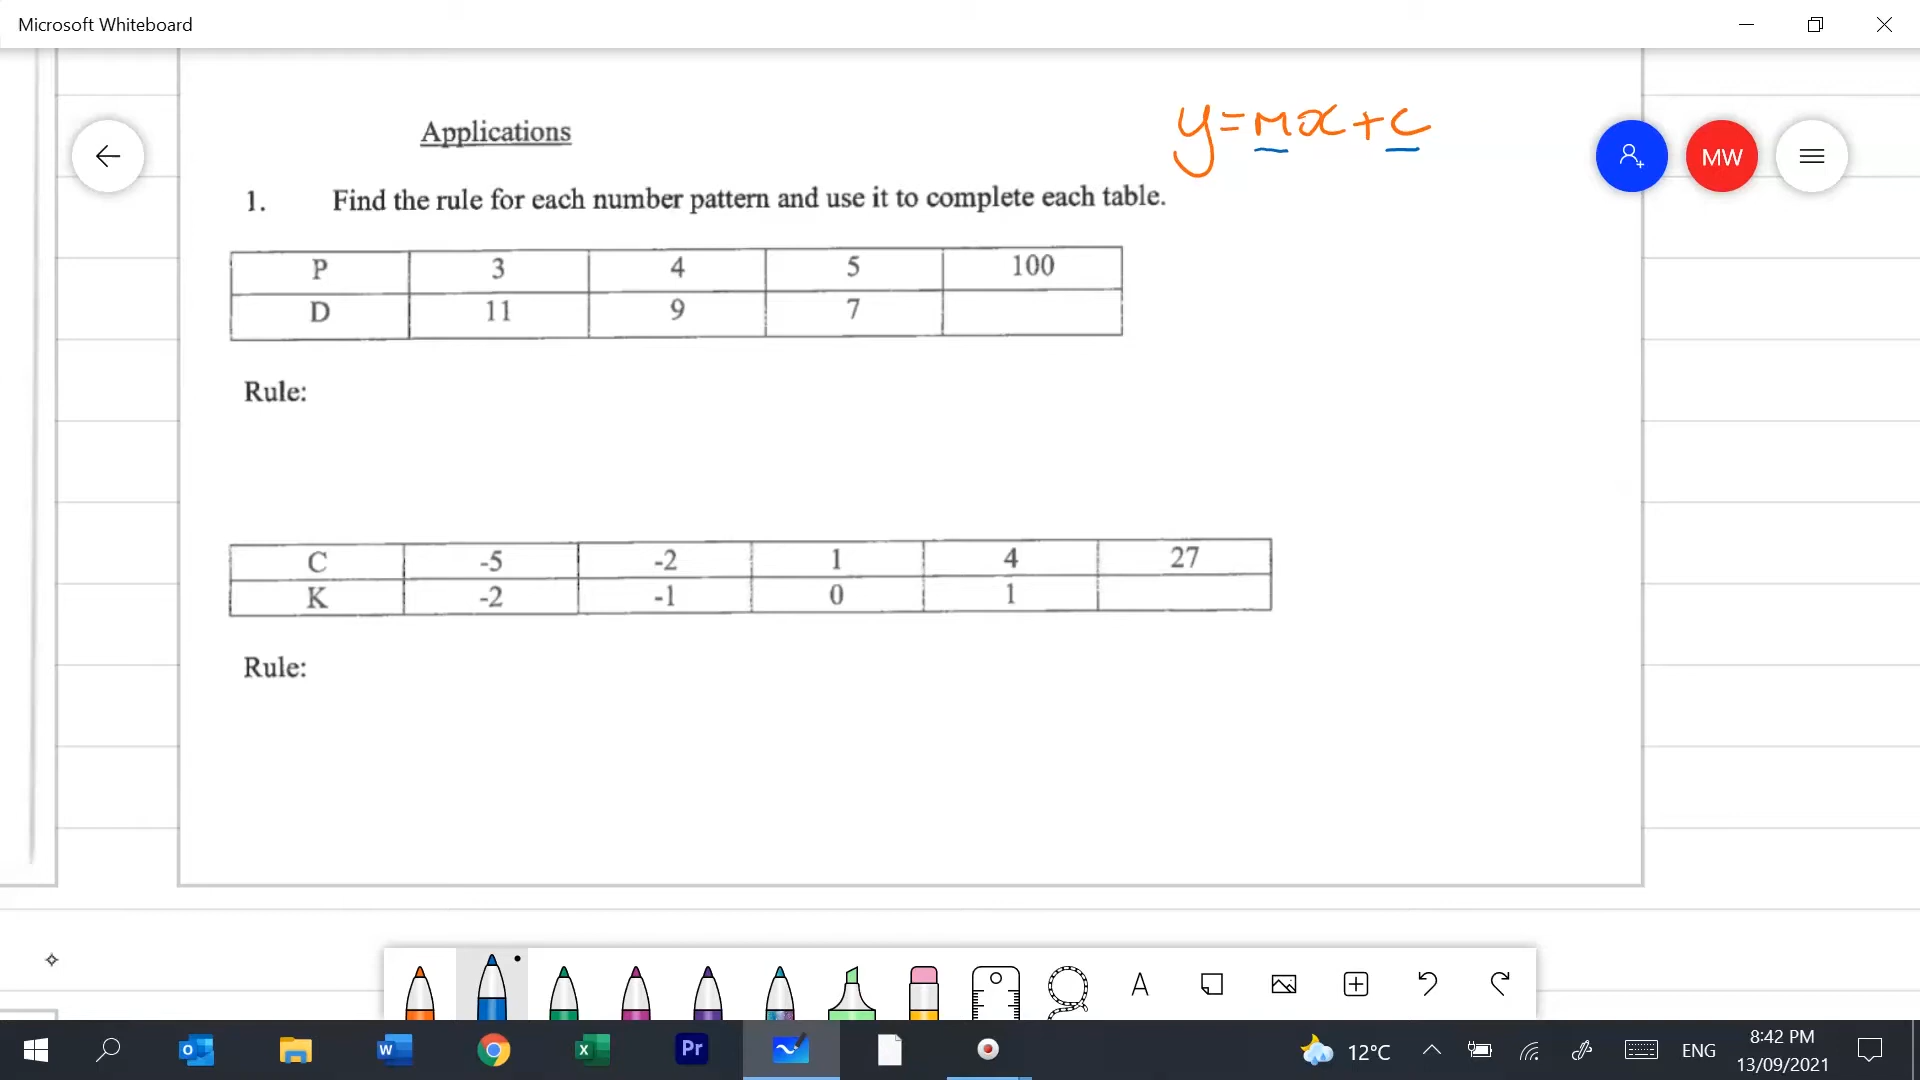 Microsoft Whiteboard
Applications
y=mx+c
MW
1. Find the rule for each number pattern and use it to complete each table.
P 3 4 5 100
D 11 9 7
Rule:
C -5 -2 1 4 27
K -2 -1 0 1
Rule:
A
O W X Pr
12°C ENG 8:42 PM
13/09/2021